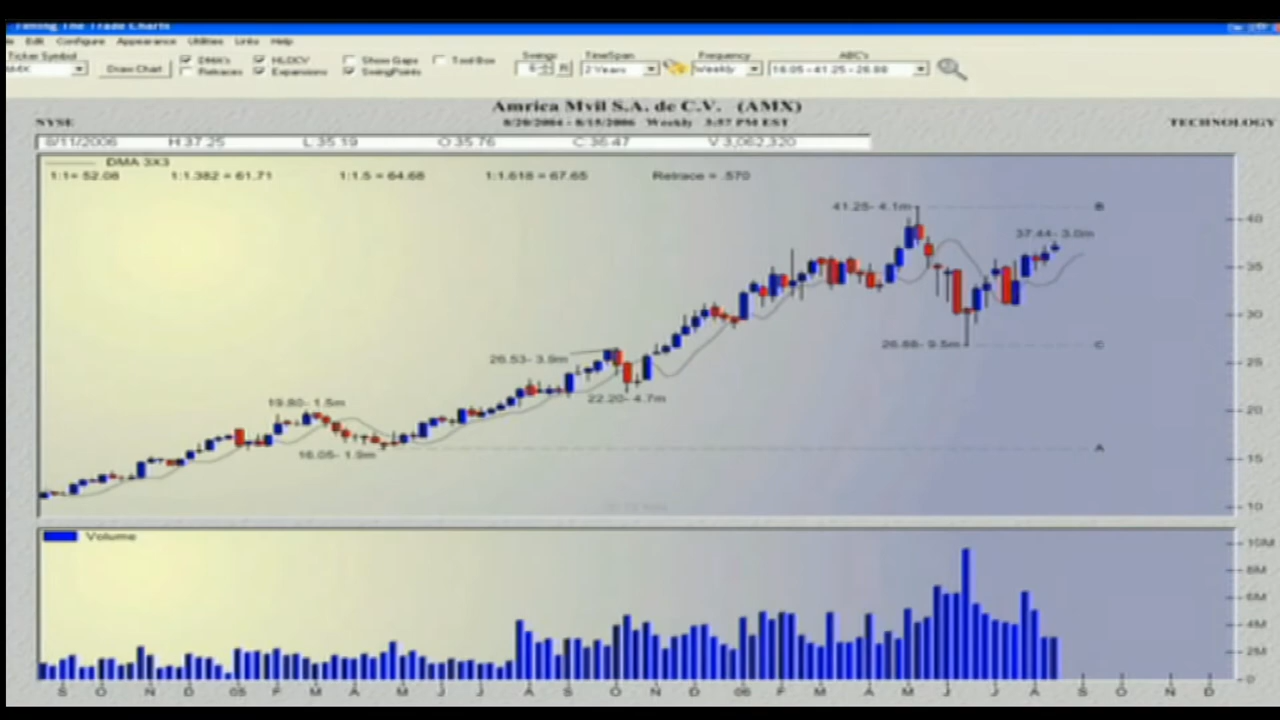 Timing The Trade Charts
Edit Configure Appearance Utilities Links Help
Ticker Symbol DMA's HLOCV Show Gaps Tool Box Swings TimeSpan Frequency ABC's
Draw Chart Retraces Expansions SwingPoints 2 Years Weekly 16.05 - 41.25 - 26.88
Amrica Mvil S.A. de C.V. (AMX)
NYSE 8/20/2004 - 8/15/2006 Weekly 3:57 PM EST TECHNOLOGY
8/11/2006 H 37.25 L 35.19 O 35.76 C 36.47 V 3,062,320
DMA 3X3
1:1= 52.08 1:1.382 = 61.71 1:1.5 = 64.68 1:1.618 = 67.65 Retrace = .570
41.25- 4.1m B
40
37.44- 3.0m
35
30
26.88- 9.5m C
26.53- 3.9m
25
22.20- 4.7m
19.80- 1.5m
20
16.05- 1.9m A
15
10
Volume
10M
8M
6M
4M
2M
0
S O N D 05 F M A M J J A S O N D 06 F M A M J J A S O N D